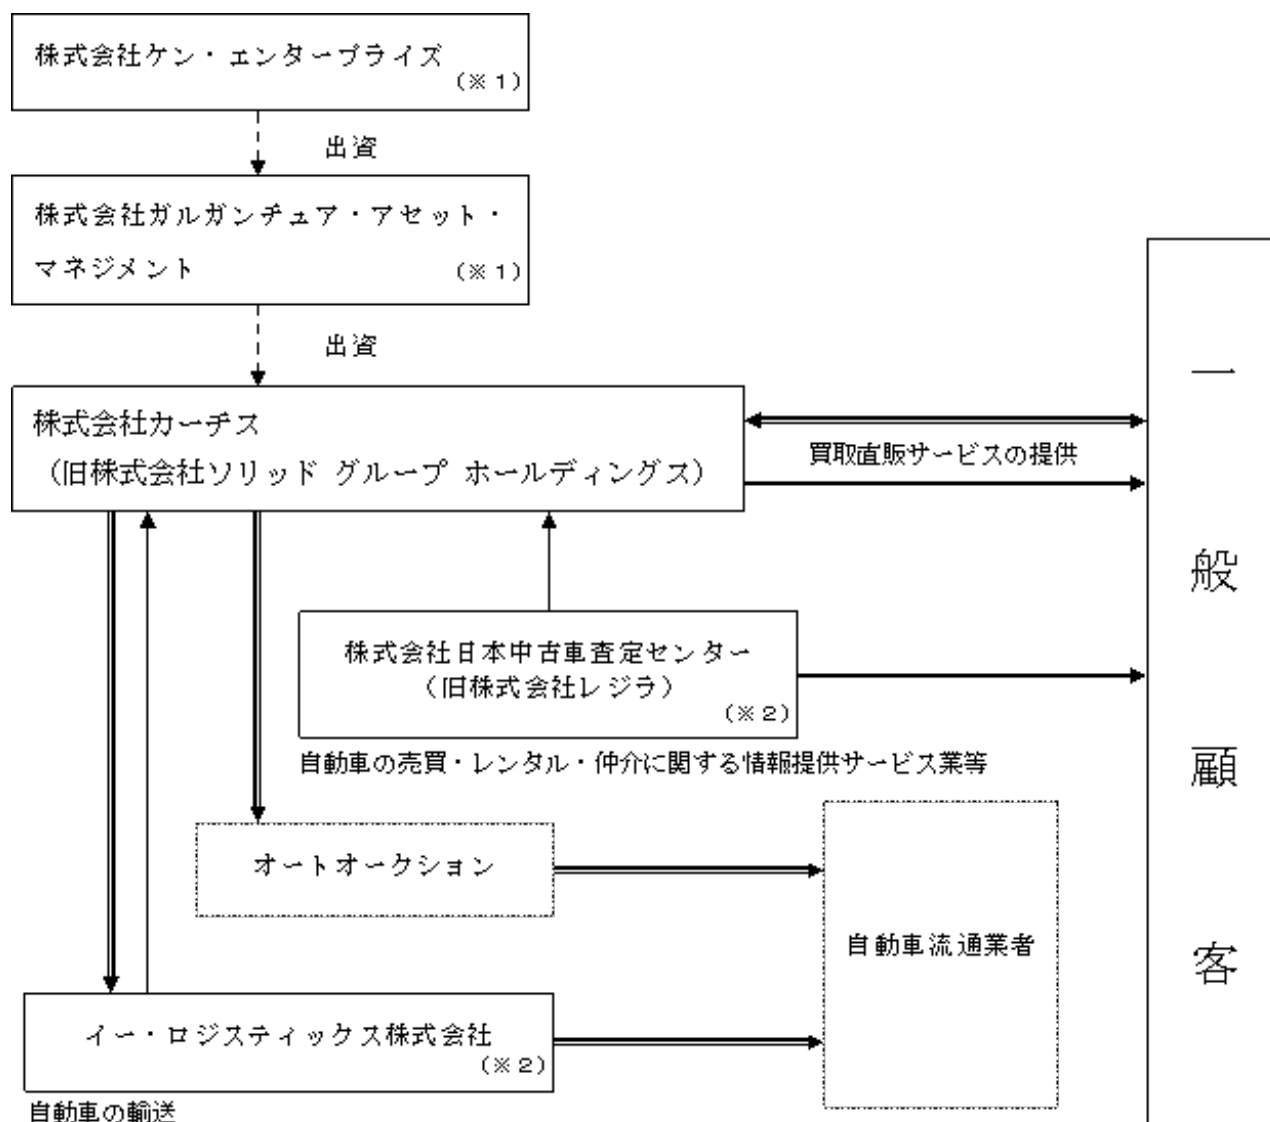 株式会社ケン・エンタープライズ
(※1)
出資
株式会社ガルガンチュア・アセット・
マネジメント
(※1)
出資
株式会社カーチス
（旧株式会社ソリッド グループ ホールディングス）
買取直販サービスの提供
株式会社日本中古車査定センター
（旧株式会社レジラ）
(※2)
自動車の売買・レンタル・仲介に関する情報提供サービス業等
オートオークション
自動車流通業者
イー・ロジスティックス株式会社
(※2)
自動車の輸送
一般顧客